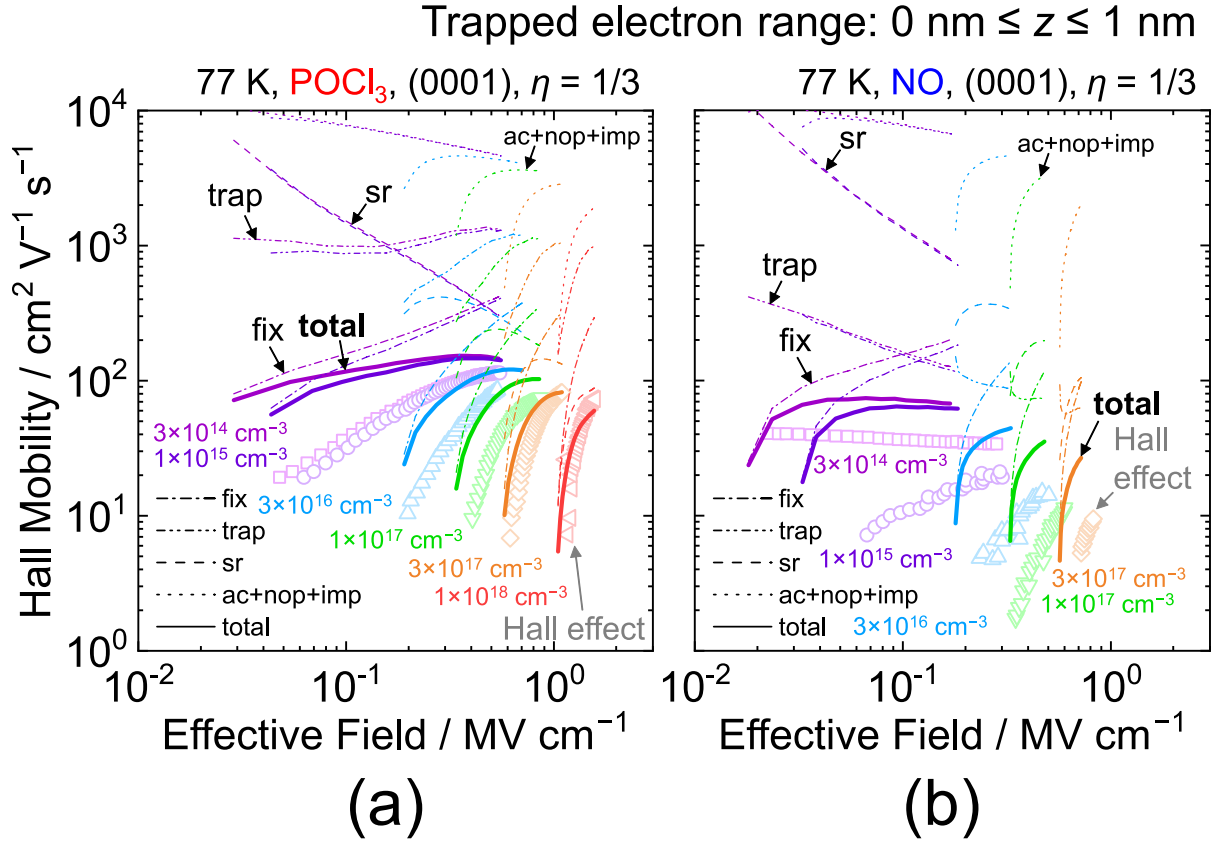 Trapped electron range: 0 nm ≤ z ≤ 1 nm
77 K, POCl₃, (0001), η = 1/3
77 K, NO, (0001), η = 1/3
Hall Mobility / cm² V⁻¹ s⁻¹
10⁴
10³
10²
10¹
10⁰
ac+nop+imp
sr
trap
fix
total
3×10¹⁴ cm⁻³
1×10¹⁵ cm⁻³
3×10¹⁶ cm⁻³
1×10¹⁷ cm⁻³
3×10¹⁷ cm⁻³
1×10¹⁸ cm⁻³
Hall effect
fix
trap
sr
ac+nop+imp
total
10⁻²
10⁻¹
10⁰
Effective Field / MV cm⁻¹
(a)
ac+nop+imp
sr
trap
fix
total
Hall
effect
3×10¹⁴ cm⁻³
1×10¹⁵ cm⁻³
3×10¹⁷ cm⁻³
1×10¹⁷ cm⁻³
3×10¹⁶ cm⁻³
fix
trap
sr
ac+nop+imp
total
10⁻²
10⁻¹
10⁰
Effective Field / MV cm⁻¹
(b)